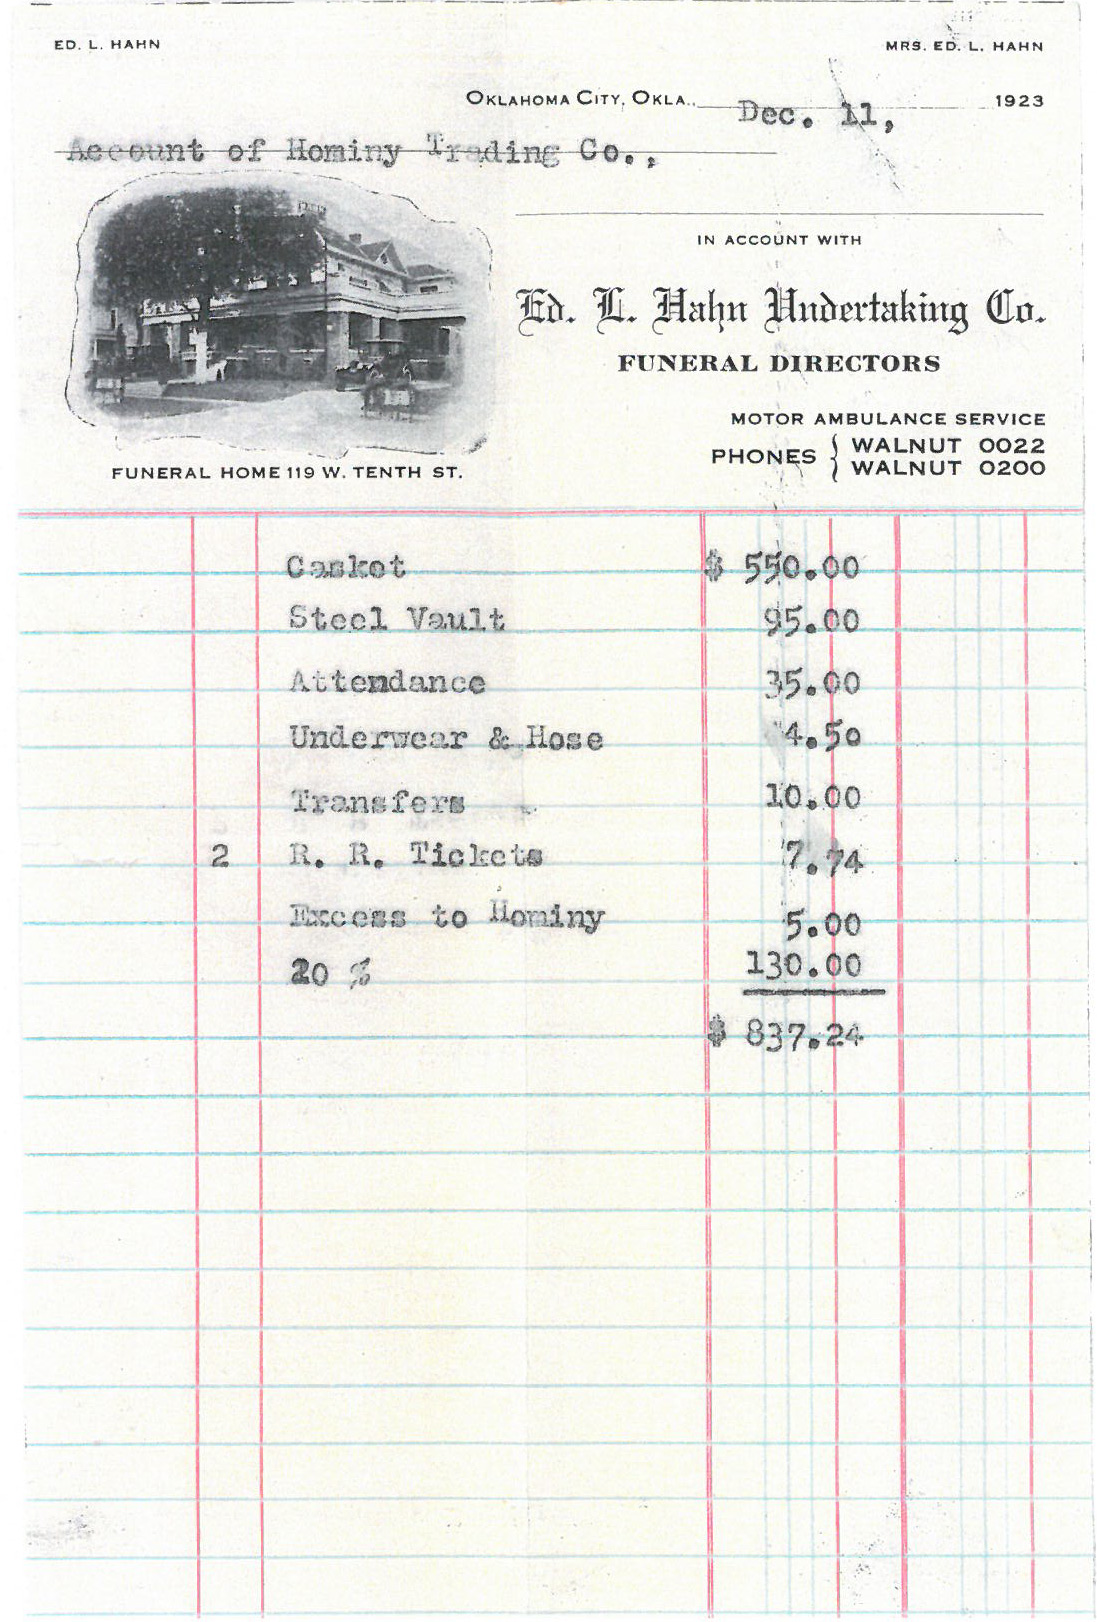 ED. L. HAHN
MRS. ED. L. HAHN
OKLAHOMA CITY, OKLA., Dec. 11, 1923
Account of Hominy Trading Co.,
IN ACCOUNT WITH
Ed. L. Hahn Undertaking Co.
FUNERAL DIRECTORS
MOTOR AMBULANCE SERVICE
PHONES { WALNUT 0022
WALNUT 0200
FUNERAL HOME 119 W. TENTH ST.
Casket $ 550.00
Steel Vault 95.00
Attendance 35.00
Underwear & Hose 4.50
Transfers 10.00
2 R. R. Tickets 7.74
Excess to Hominy 5.00
20 % 130.00
$ 837.24